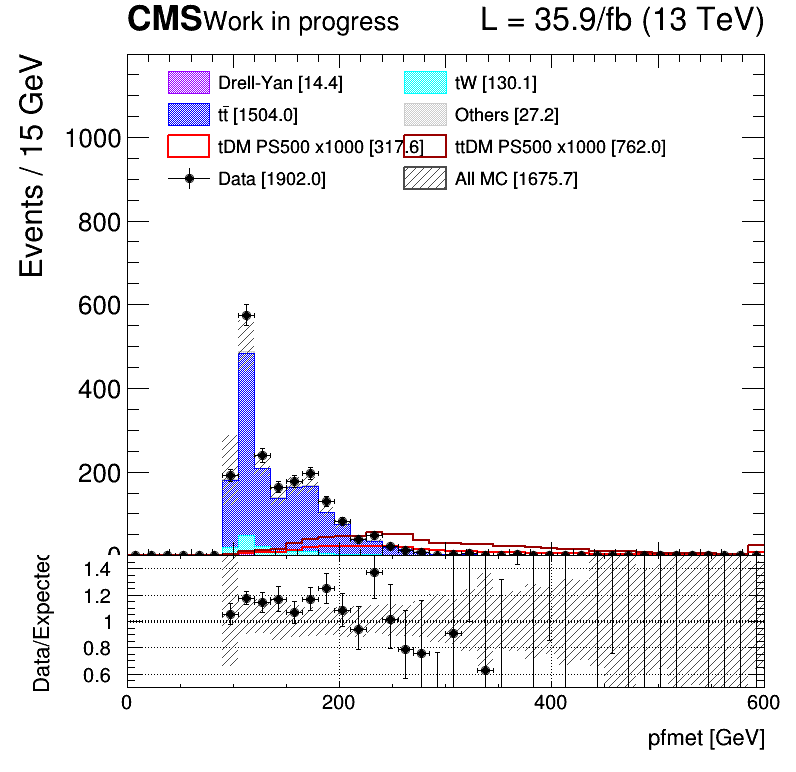 CMS Work in progress L = 35.9/fb (13 TeV)
Events / 15 GeV
Drell-Yan [14.4] tW [130.1]
tt̄ [1504.0] Others [27.2]
tDM PS500 x1000 [317.6] ttDM PS500 x1000 [762.0]
Data [1902.0] All MC [1675.7]
1000
800
600
400
200
0
Data/Expected
1.4
1.2
1
0.8
0.6
0 200 400 600
pfmet [GeV]